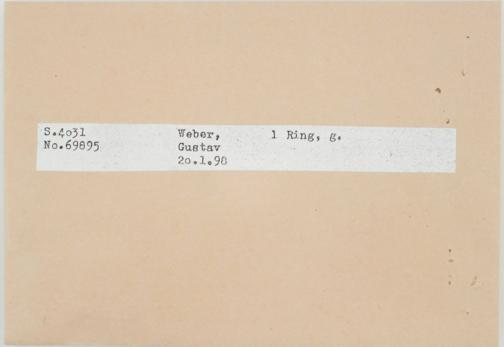 S.4031 Weber, 1 Ring, g.
No.69895 Gustav
20.1.98